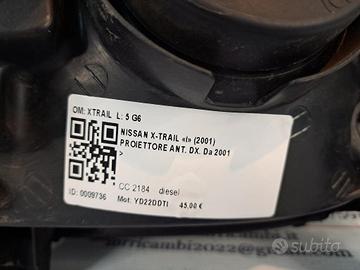 OM: XTRAIL L: 5 G6
NISSAN X-TRAIL «I» (2001)
PROIETTORE ANT. DX. Da 2001
>
CC 2184 diesel
ID: 0009736 Mot: YD22DDTI 45,00 €
subito